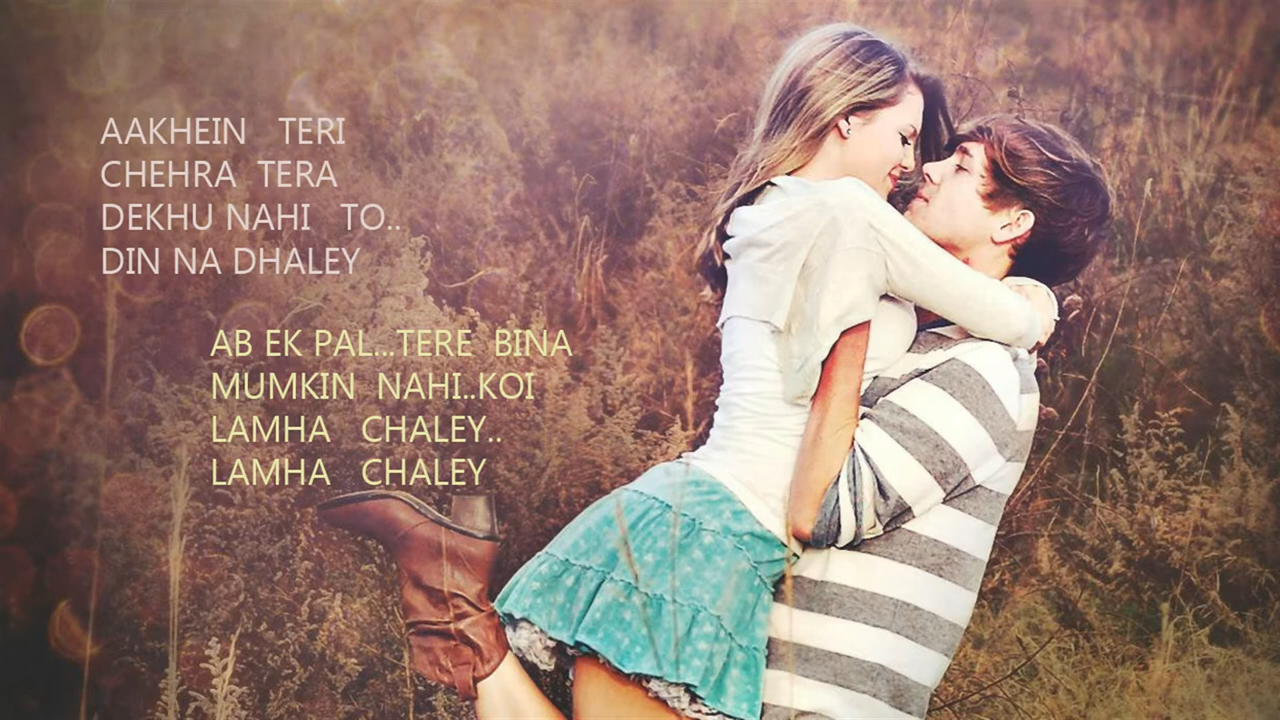 AAKHEIN TERI
CHEHRA TERA
DEKHU NAHI TO..
DIN NA DHALEY
AB EK PAL...TERE BINA
MUMKIN NAHI..KOI
LAMHA CHALEY..
LAMHA CHALEY